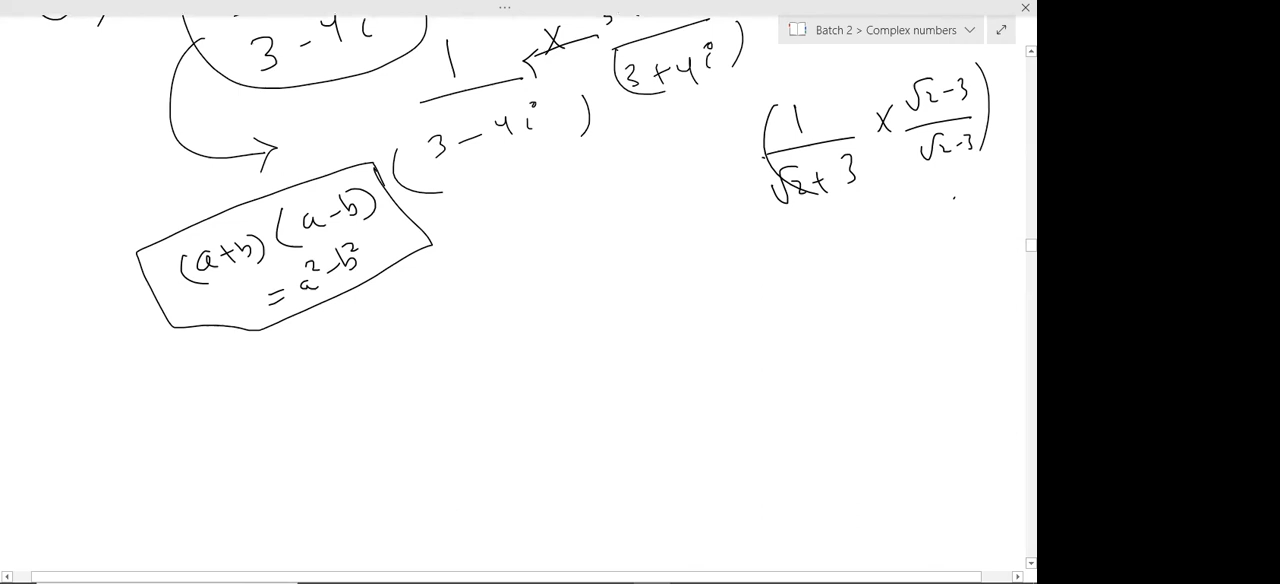 ...
Batch 2 > Complex numbers
3 - 4i
1 / (3 - 4i) × / (3 + 4i)
(1 / √2 + 3 × √2 - 3 / √2 - 3)
(a+b)(a-b)
= a² - b²